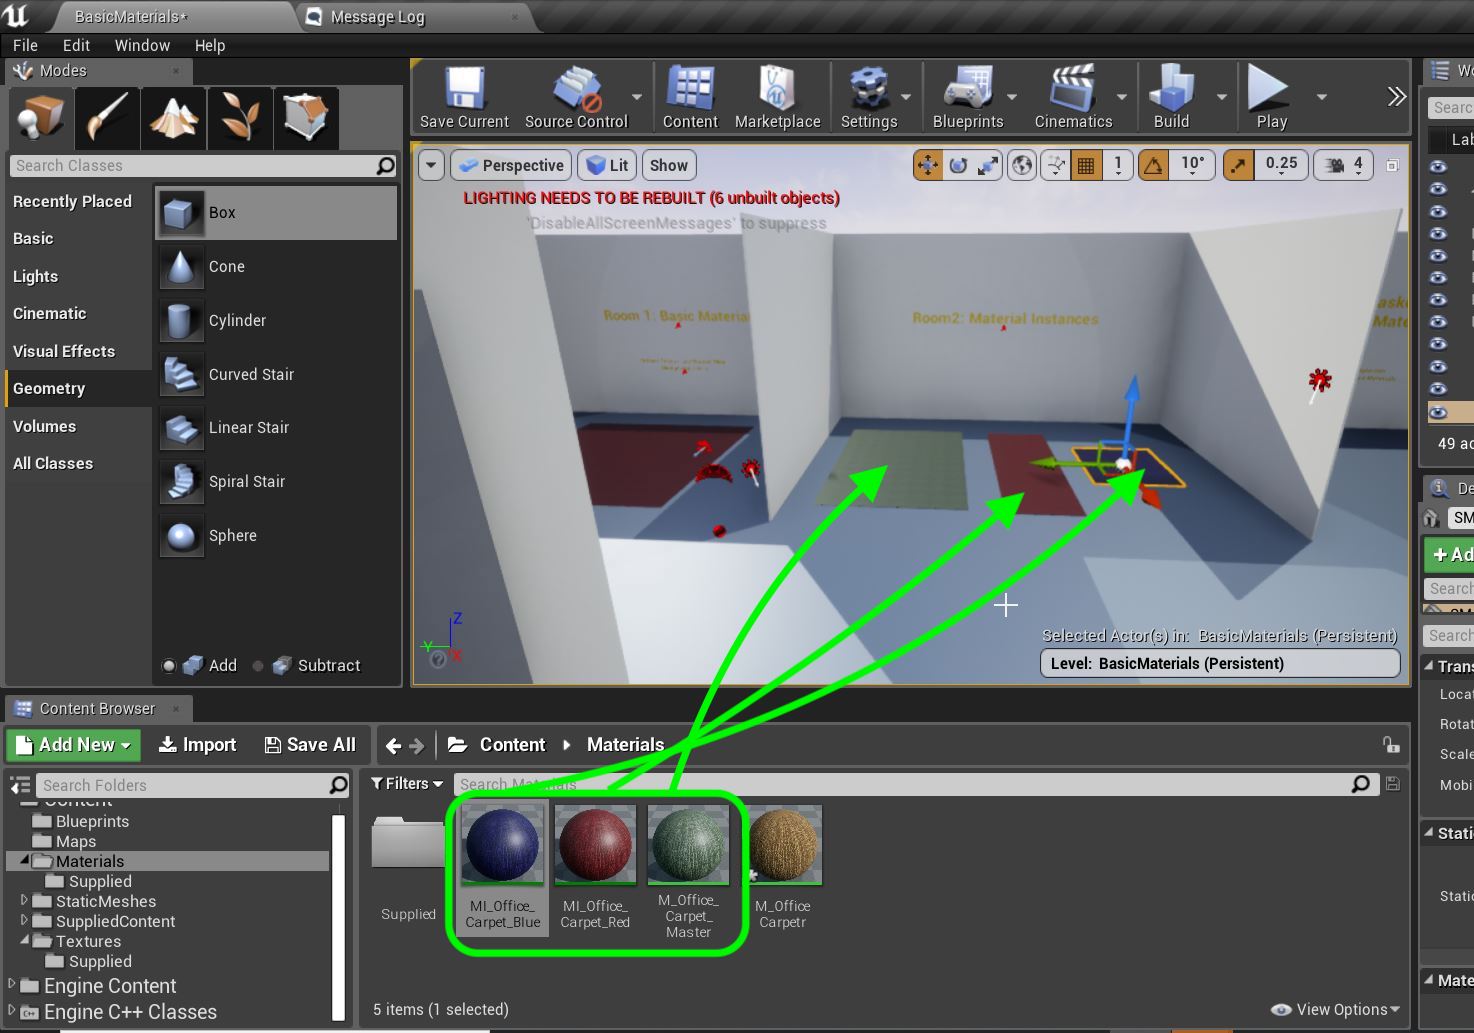 BasicMaterials*
Message Log
File Edit Window Help
Modes
Search Classes
Recently Placed
Basic
Lights
Cinematic
Visual Effects
Geometry
Volumes
All Classes
Box
Cone
Cylinder
Curved Stair
Linear Stair
Spiral Stair
Sphere
Add Subtract
Save Current Source Control Content Marketplace Settings Blueprints Cinematics Build Play
Perspective Lit Show 1 10° 0.25 4
LIGHTING NEEDS TO BE REBUILT (6 unbuilt objects)
'DisableAllScreenMessages' to suppress
Room 1: Basic Materia
Room2: Material Instances
Z
Y
X
Selected Actor(s) in: BasicMaterials (Persistent)
Level: BasicMaterials (Persistent)
Wo
Searc
Lab
49 ac
De
SM
+ Ad
Search
Search
Trans
Locat
Rotat
Scale
Mobi
Stati
Static
Mate
Content Browser
Add New Import Save All Content Materials
Search Folders
Content
Blueprints
Maps
Materials
Supplied
StaticMeshes
SuppliedContent
Textures
Supplied
Engine Content
Engine C++ Classes
Filters Search Materials
Supplied
MI_Office_
Carpet_Blue
MI_Office_
Carpet_Red
M_Office_
Carpet_
Master
M_Office
Carpetr
5 items (1 selected)
View Options